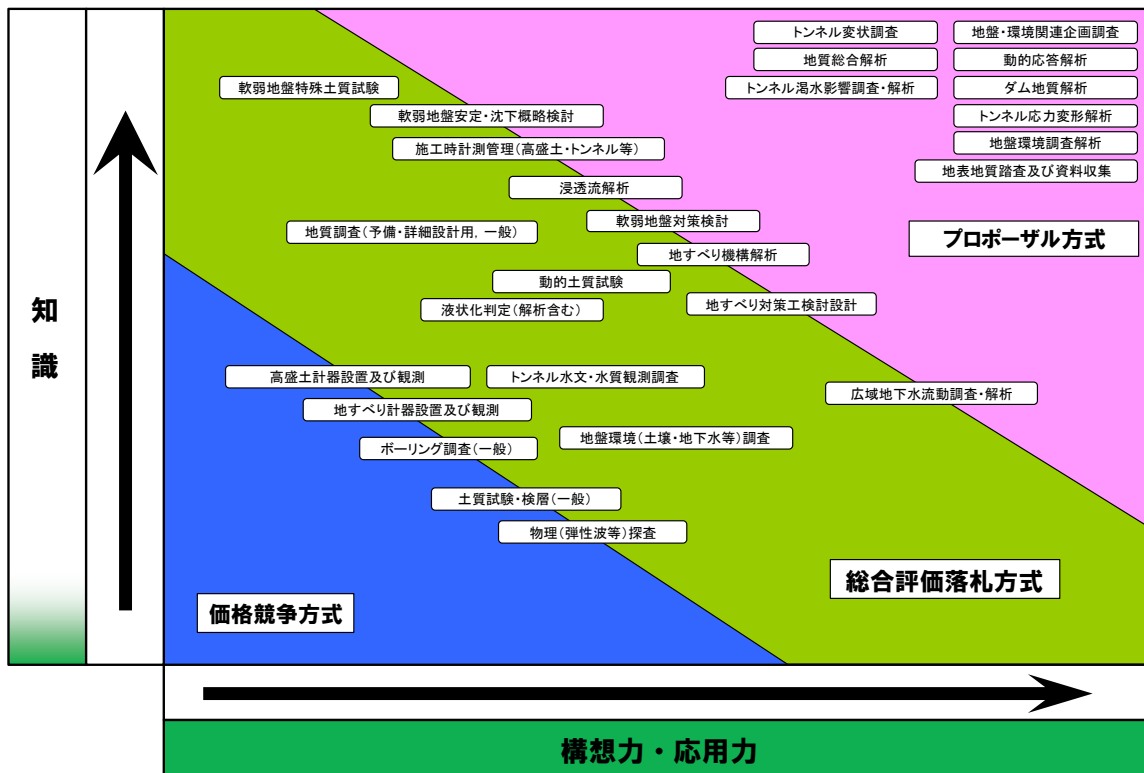 トンネル変状調査
地盤・環境関連企画調査
地質総合解析
動的応答解析
軟弱地盤特殊土質試験
トンネル渇水影響調査・解析
ダム地質解析
軟弱地盤安定・沈下概略検討
トンネル応力変形解析
施工時計測管理(高盛土・トンネル等)
地盤環境調査解析
地表地質踏査及び資料収集
浸透流解析
軟弱地盤対策検討
地質調査(予備・詳細設計用, 一般)
プロポーザル方式
地すべり機構解析
動的土質試験
地すべり対策工検討設計
液状化判定(解析含む)
知
識
高盛土計器設置及び観測
トンネル水文・水質観測調査
広域地下水流動調査・解析
地すべり計器設置及び観測
地盤環境(土壌・地下水等)調査
ボーリング調査(一般)
土質試験・検層(一般)
物理(弾性波等)探査
総合評価落札方式
価格競争方式
構想力・応用力